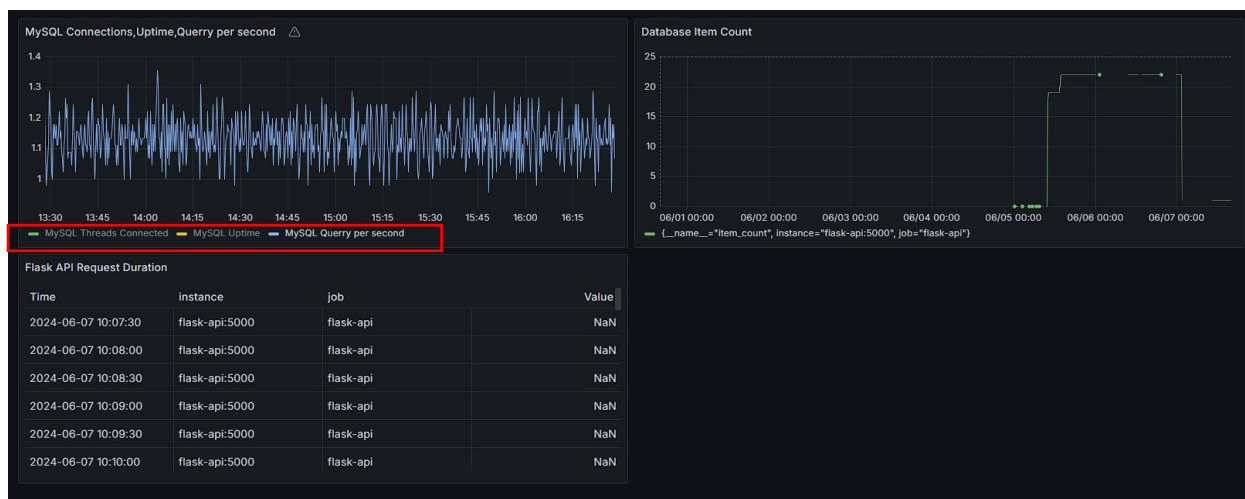 MySQL Connections,Uptime,Querry per second
1.4
1.3
1.2
1.1
1
13:30 13:45 14:00 14:15 14:30 14:45 15:00 15:15 15:30 15:45 16:00 16:15
MySQL Threads Connected MySQL Uptime MySQL Querry per second
Database Item Count
25
20
15
10
5
0
06/01 00:00 06/02 00:00 06/03 00:00 06/04 00:00 06/05 00:00 06/06 00:00 06/07 00:00
{__name__="item_count", instance="flask-api:5000", job="flask-api"}
Flask API Request Duration
Time instance job Value
2024-06-07 10:07:30 flask-api:5000 flask-api NaN
2024-06-07 10:08:00 flask-api:5000 flask-api NaN
2024-06-07 10:08:30 flask-api:5000 flask-api NaN
2024-06-07 10:09:00 flask-api:5000 flask-api NaN
2024-06-07 10:09:30 flask-api:5000 flask-api NaN
2024-06-07 10:10:00 flask-api:5000 flask-api NaN